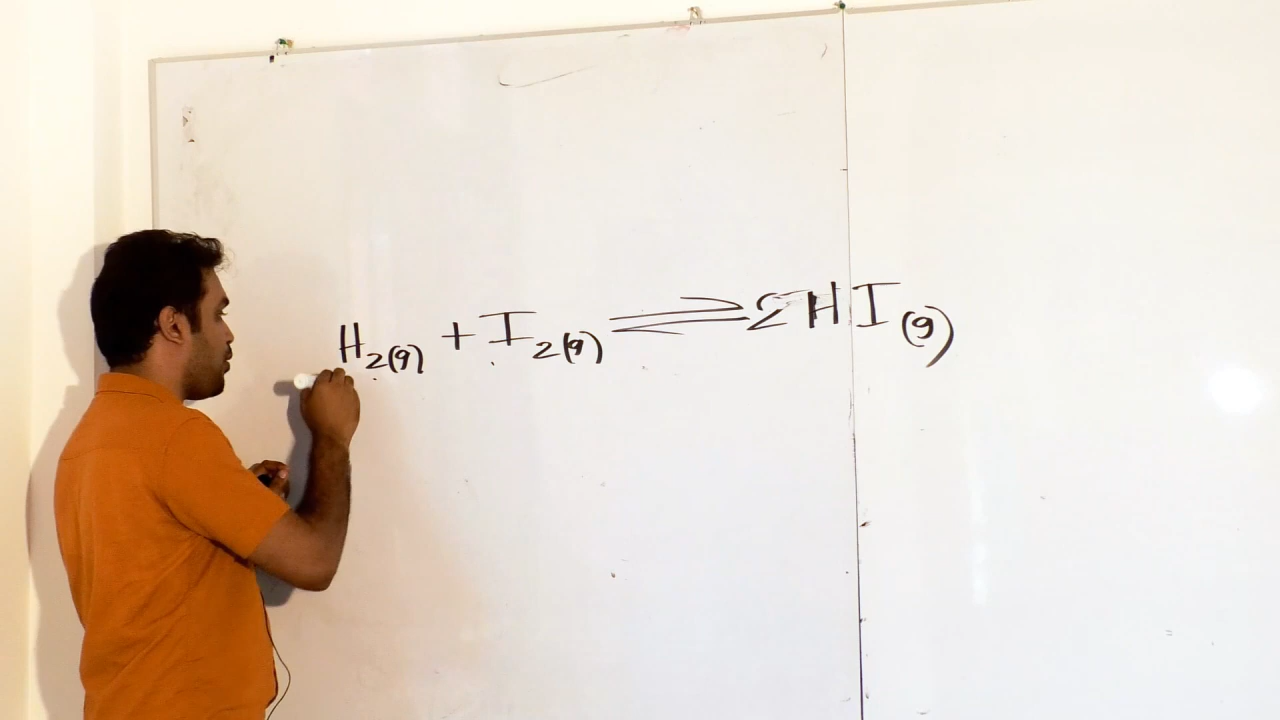 H₂(g) + I₂(g) ⇌ 2HI(g)